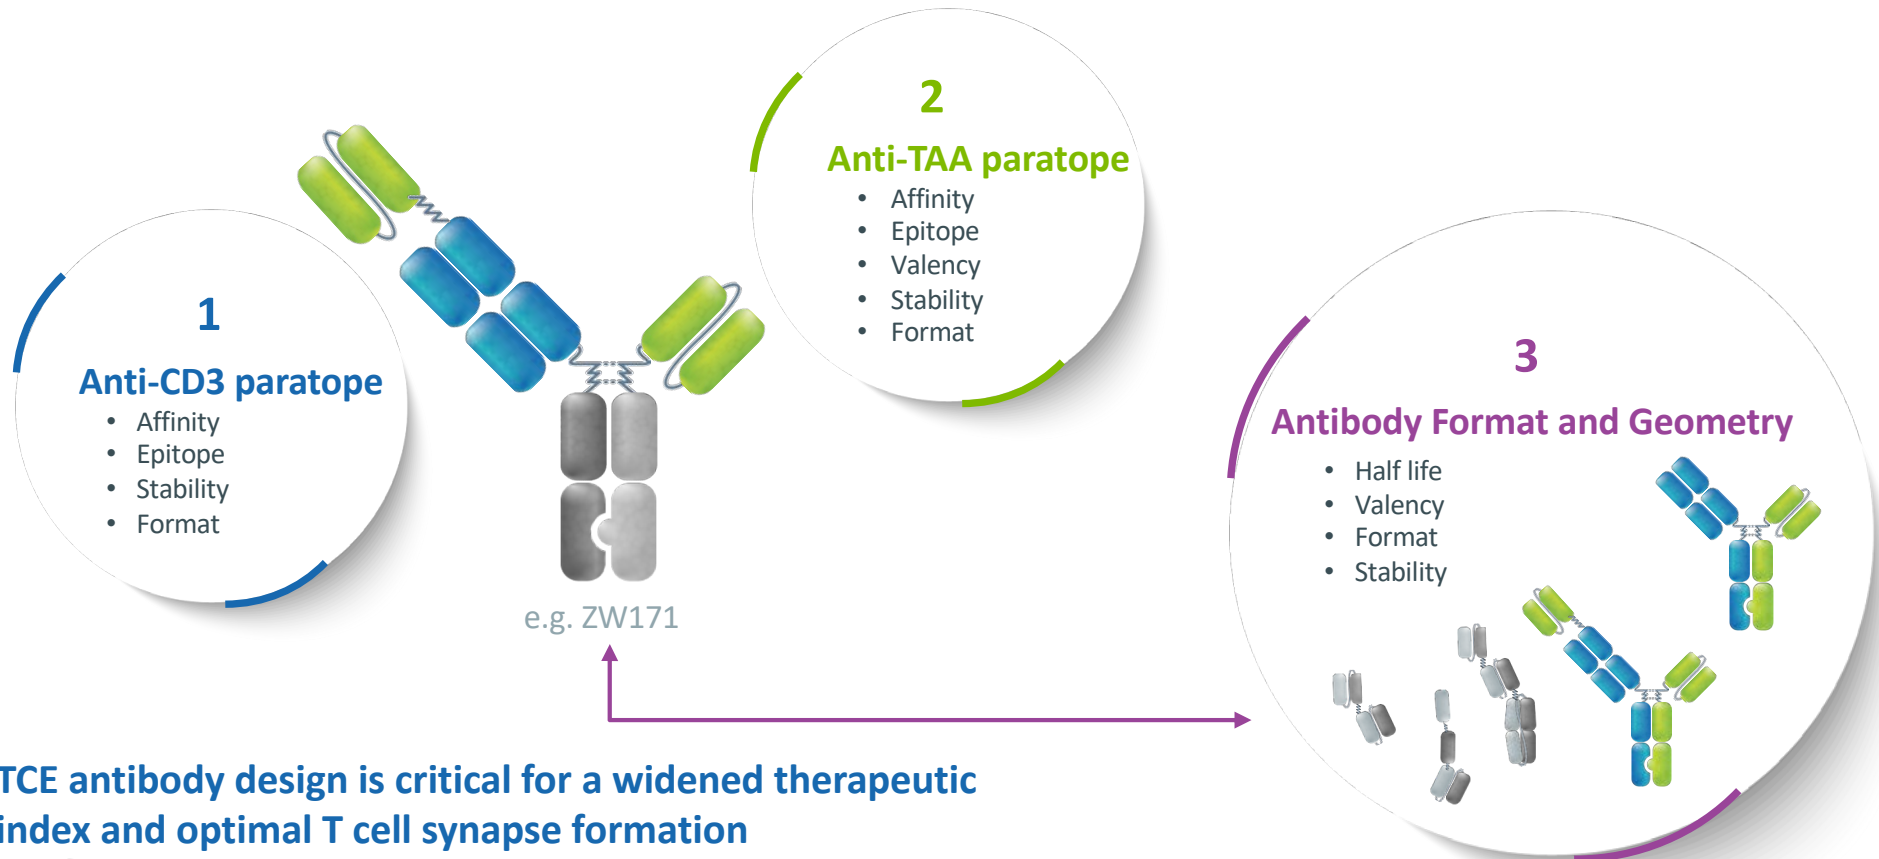 1
Anti-CD3 paratope
• Affinity
• Epitope
• Stability
• Format
2
Anti-TAA paratope
• Affinity
• Epitope
• Valency
• Stability
• Format
3
Antibody Format and Geometry
• Half life
• Valency
• Format
• Stability
e.g. ZW171
TCE antibody design is critical for a widened therapeutic
index and optimal T cell synapse formation